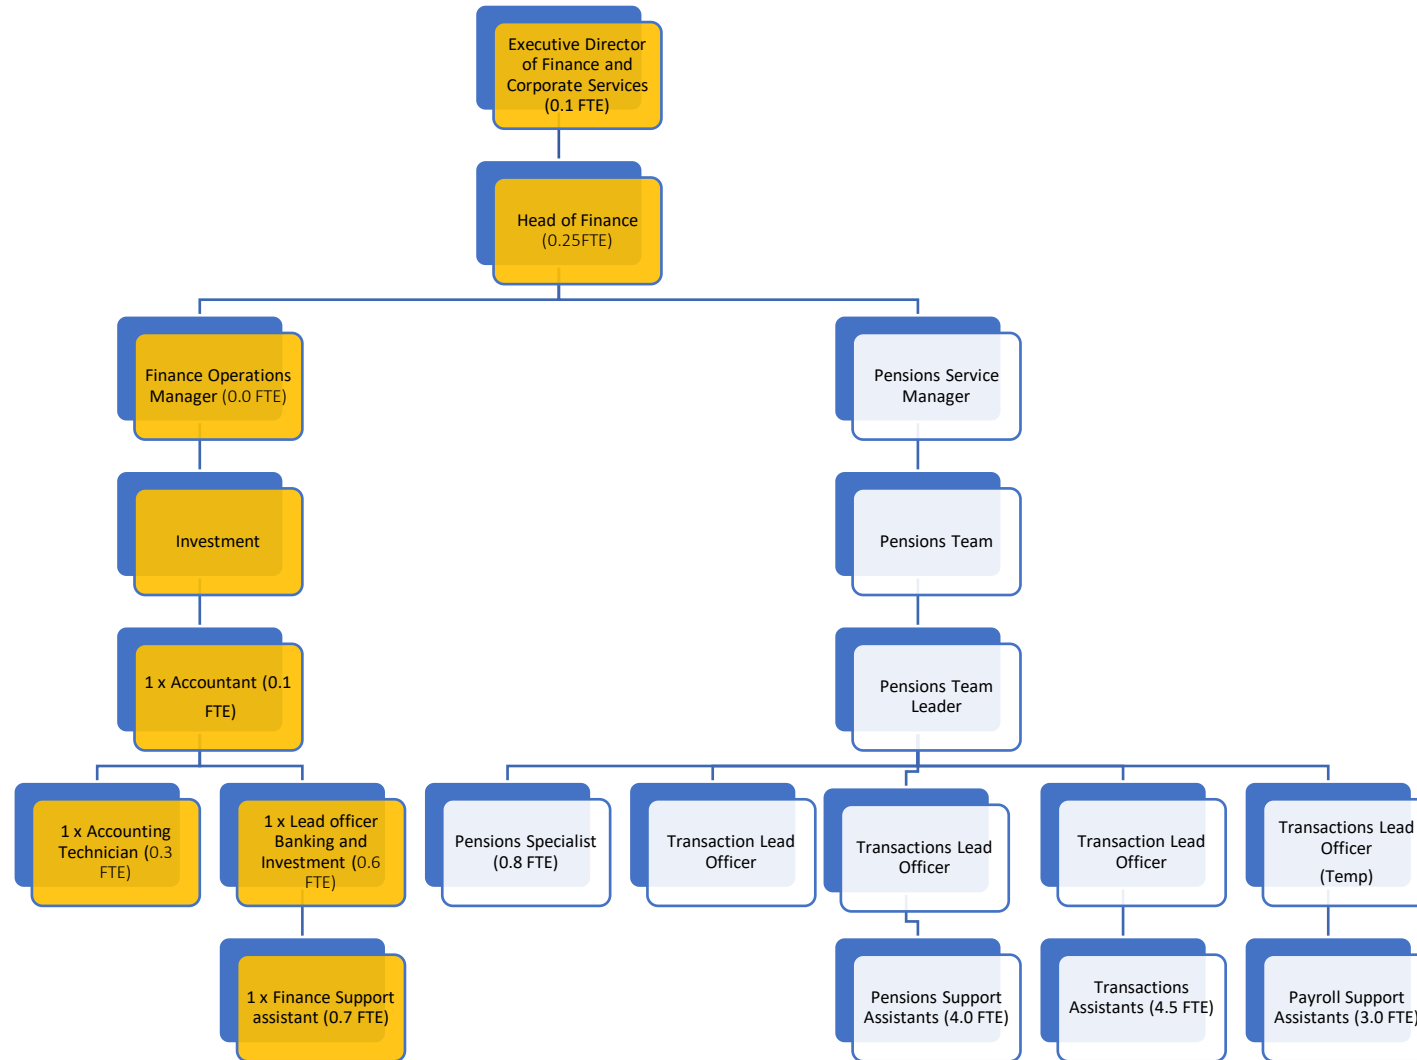 Executive Director
of Finance and
Corporate Services
(0.1 FTE)
Head of Finance
(0.25FTE)
Finance Operations
Manager (0.0 FTE)
Pensions Service
Manager
Investment
Pensions Team
1 x Accountant (0.1
FTE)
Pensions Team
Leader
1 x Accounting
Technician (0.3
FTE)
1 x Lead officer
Banking and
Investment (0.6
FTE)
Pensions Specialist
(0.8 FTE)
Transaction Lead
Officer
Transactions Lead
Officer
Transaction Lead
Officer
Transactions Lead
Officer
(Temp)
1 x Finance Support
assistant (0.7 FTE)
Pensions Support
Assistants (4.0 FTE)
Transactions
Assistants (4.5 FTE)
Payroll Support
Assistants (3.0 FTE)